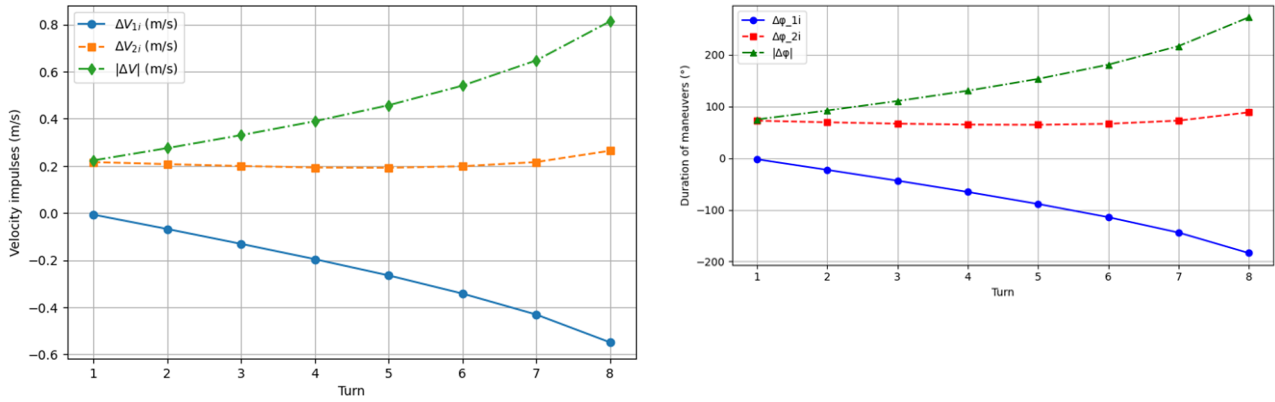 ΔV₁ᵢ (m/s)
ΔV₂ᵢ (m/s)
|ΔV| (m/s)
Velocity impulses (m/s)
0.8
0.6
0.4
0.2
0.0
−0.2
−0.4
−0.6
1 2 3 4 5 6 7 8
Turn
Δφ_1i
Δφ_2i
|Δφ|
Duration of maneuvers (°)
200
100
0
−100
−200
1 2 3 4 5 6 7 8
Turn